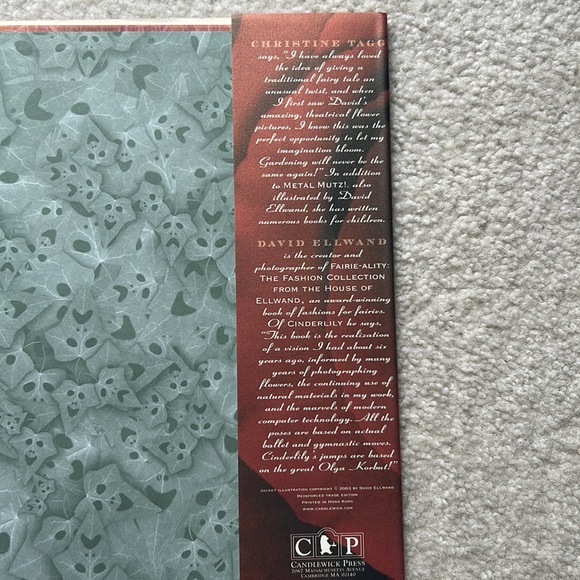 CHRISTINE TAGG
says, "I have always loved
the idea of giving a
traditional fairy tale an
unusual twist, and when
I first saw David's
amazing, theatrical flower
pictures, I knew this was the
perfect opportunity to let my
imagination bloom.
Gardening will never be the
same again!" In addition
to METAL MUTZ!, also
illustrated by David
Ellwand, she has written
numerous books for children.
DAVID ELLWAND
is the creator and
photographer of FAIRIE-ALITY:
THE FASHION COLLECTION
FROM THE HOUSE OF
ELLWAND, an award-winning
book of fashions for fairies.
Of CINDERLILY he says,
"This book is the realization
of a vision I had about six
years ago, informed by many
years of photographing
flowers, the continuing use of
natural materials in my work,
and the marvels of modern
computer technology. All the
poses are based on actual
ballet and gymnastic moves.
Cinderlily's jumps are based
on the great Olga Korbut!"
JACKET ILLUSTRATION COPYRIGHT © 2003 BY DAVID ELLWAND
REINFORCED TRADE EDITION
PRINTED IN HONG KONG
WWW.CANDLEWICK.COM
C P
CANDLEWICK PRESS
2067 MASSACHUSETTS AVENUE
CAMBRIDGE MA 02140